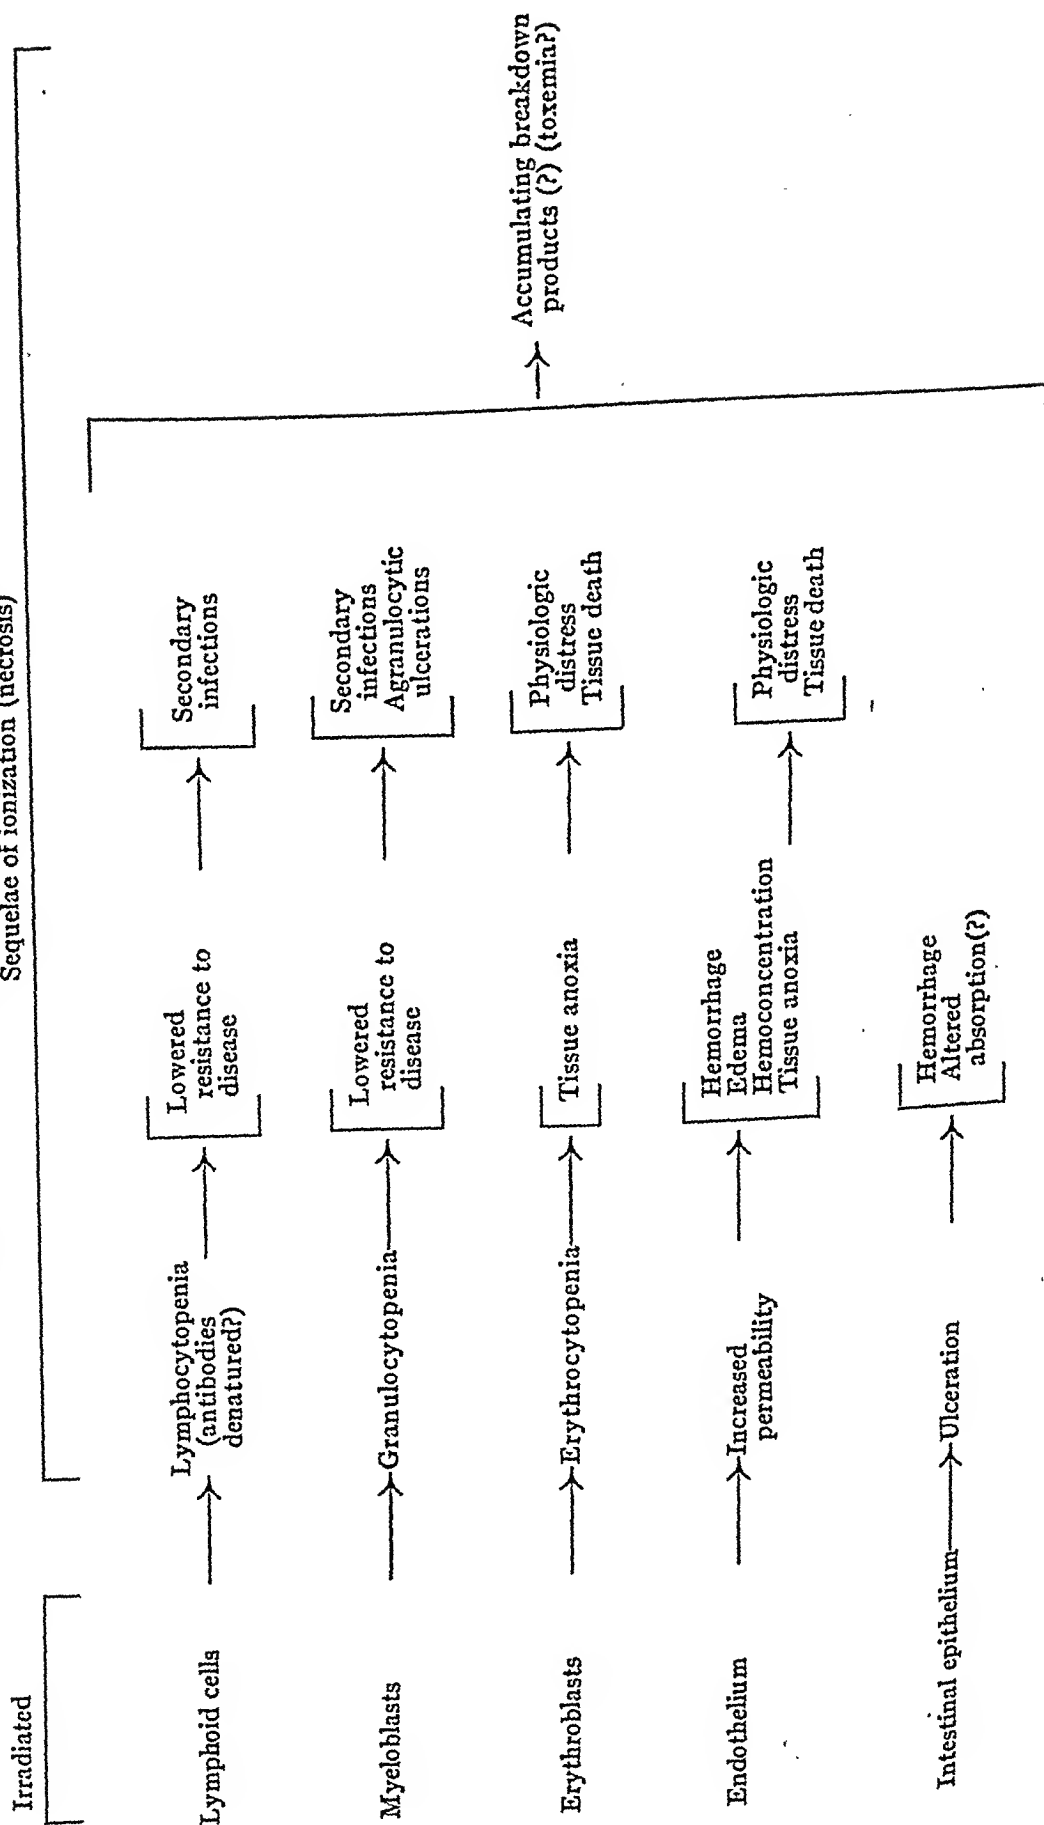 Irradiated
Sequelae of ionization (necrosis)
Lymphoid cells
Lymphocytopenia
(antibodies
denatured?)
Lowered
resistance to
disease
Secondary
infections
Myeloblasts
Granulocytopenia
Lowered
resistance to
disease
Secondary
infections
Agranulocytic
ulcerations
Erythroblasts
Erythrocytopenia
Tissue anoxia
Physiologic
distress
Tissue death
Endothelium
Increased
permeability
Hemorrhage
Edema
Hemoconcentration
Tissue anoxia
Physiologic
distress
Tissue death
Intestinal epithelium
Ulceration
Hemorrhage
Altered
absorption(?)
Accumulating breakdown
products (?) (toxemia?)